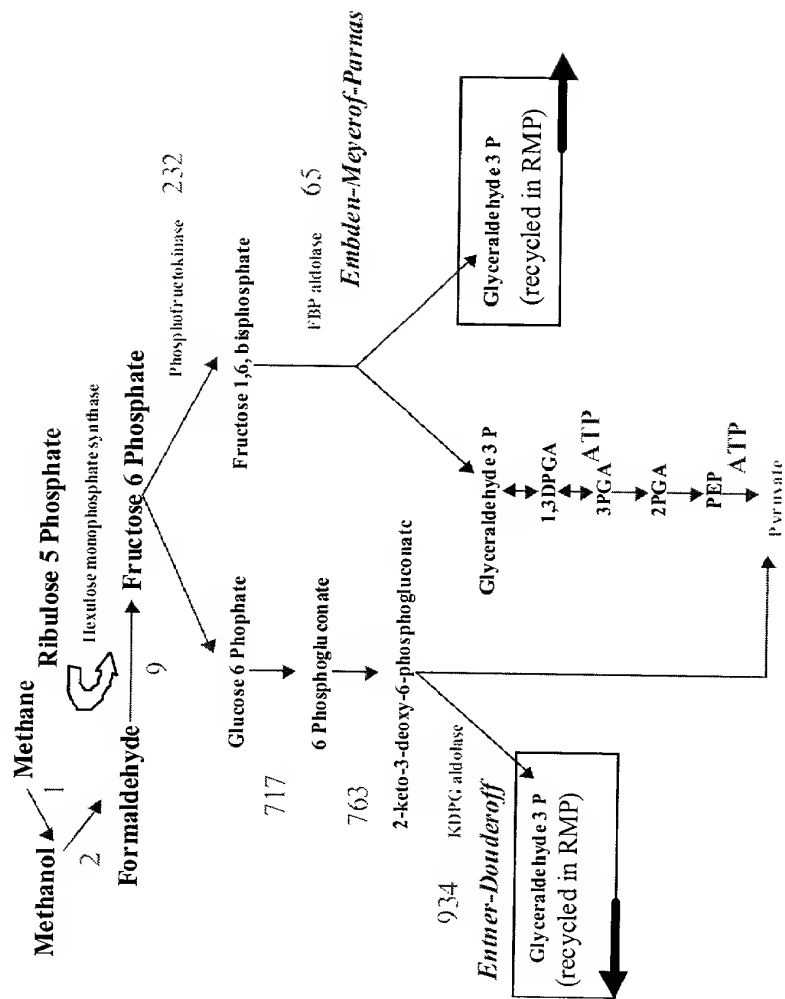 Methane
Methanol
1
2
Ribulose 5 Phosphate
Hexulose monophosphate synthase
Formaldehyde
9
Fructose 6 Phosphate
Phosphofructokinase 232
Glucose 6 Phophate
Fructose 1,6, bisphosphate
717
6 Phosphogluconate
FBP aldolase 65
Embden-Meyerof-Parnas
763
2-keto-3-deoxy-6-phosphogluconate
934 KDPG aldolase
Entner-Douderoff
Glyceraldehyde 3 P
(recycled in RMP)
Glyceraldehyde 3 P
1,3DPGA
3PGA
ATP
2PGA
PEP
ATP
Pyruvate
Glyceraldehyde 3 P
(recycled in RMP)